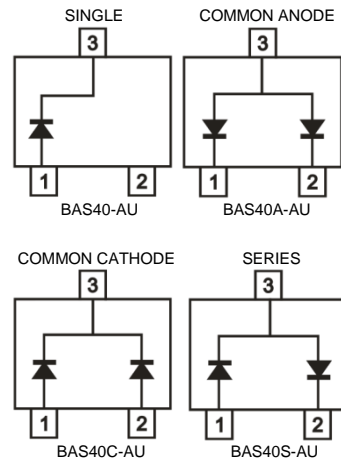 SINGLE
COMMON ANODE
3
3
1
2
1
2
BAS40-AU
BAS40A-AU
COMMON CATHODE
SERIES
3
3
1
2
1
2
BAS40C-AU
BAS40S-AU